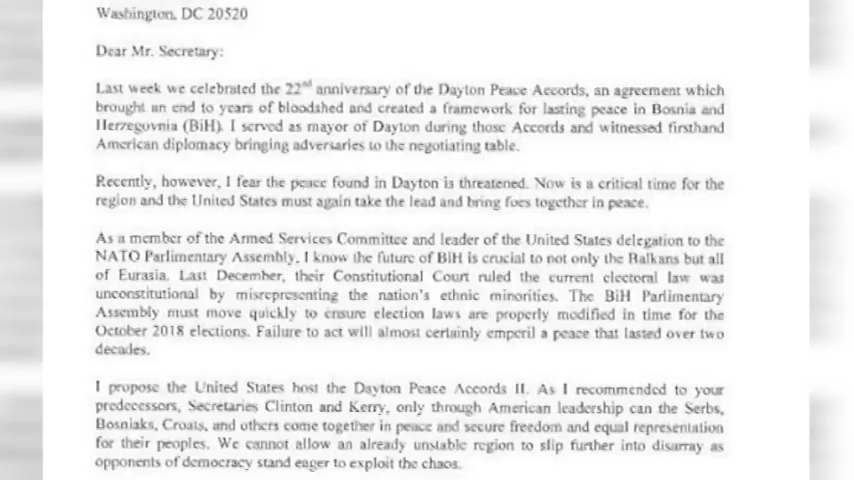 Washington, DC 20520
Dear Mr. Secretary:
Last week we celebrated the 22nd anniversary of the Dayton Peace Accords, an agreement which
brought an end to years of bloodshed and created a framework for lasting peace in Bosnia and
Herzegovnia (BiH). I served as mayor of Dayton during those Accords and witnessed firsthand
American diplomacy bringing adversaries to the negotiating table.
Recently, however, I fear the peace found in Dayton is threatened. Now is a critical time for the
region and the United States must again take the lead and bring foes together in peace.
As a member of the Armed Services Committee and leader of the United States delegation to the
NATO Parlimentary Assembly, I know the future of BiH is crucial to not only the Balkans but all
of Eurasia. Last December, their Constitutional Court ruled the current electoral law was
unconstitutional by misrepresenting the nation's ethnic minorities. The BiH Parlimentary
Assembly must move quickly to ensure election laws are properly modified in time for the
October 2018 elections. Failure to act will almost certainly emperil a peace that lasted over two
decades.
I propose the United States host the Dayton Peace Accords II. As I recommended to your
predecessors, Secretaries Clinton and Kerry, only through American leadership can the Serbs,
Bosniaks, Croats, and others come together in peace and secure freedom and equal representation
for their peoples. We cannot allow an already unstable region to slip further into disarray as
opponents of democracy stand eager to exploit the chaos.